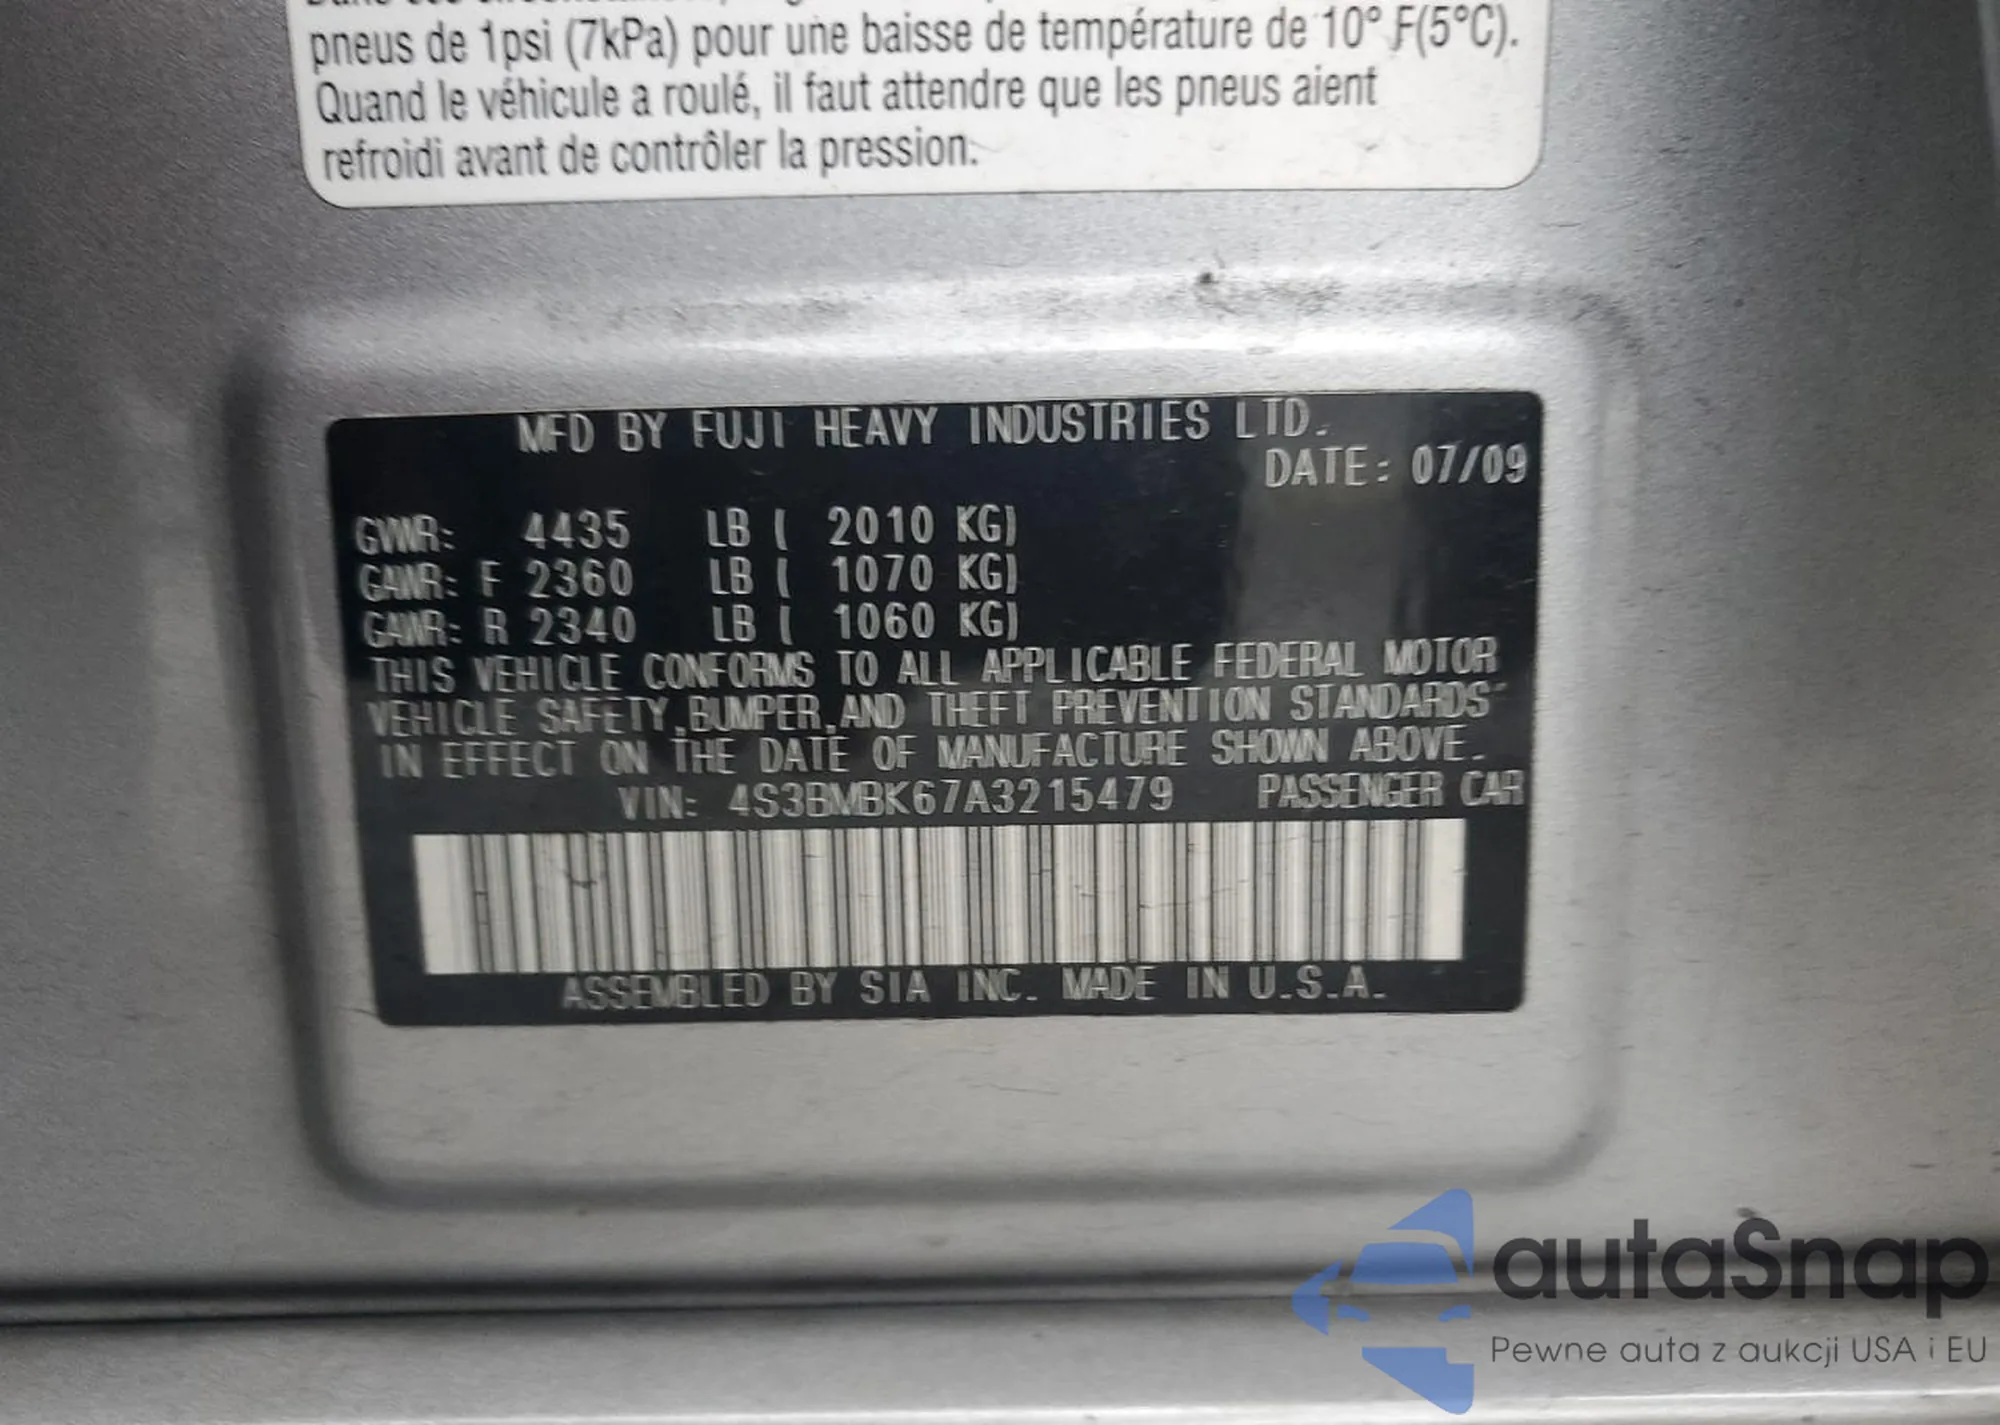 pneus de 1psi (7kPa) pour une baisse de température de 10° F(5°C).
Quand le véhicule a roulé, il faut attendre que les pneus aient
refroidi avant de contrôler la pression.
MFD BY FUJI HEAVY INDUSTRIES LTD.
DATE: 07/09
GVWR: 4435 LB ( 2010 KG)
GAWR: F 2360 LB ( 1070 KG)
GAWR: R 2340 LB ( 1060 KG)
THIS VEHICLE CONFORMS TO ALL APPLICABLE FEDERAL MOTOR
VEHICLE SAFETY,BUMPER,AND THEFT PREVENTION STANDARDS
IN EFFECT ON THE DATE OF MANUFACTURE SHOWN ABOVE.
VIN: 4S3BMBK67A3215479 PASSENGER CAR
ASSEMBLED BY SIA INC. MADE IN U.S.A.
autaSnap
Pewne auta z aukcji USA i EU